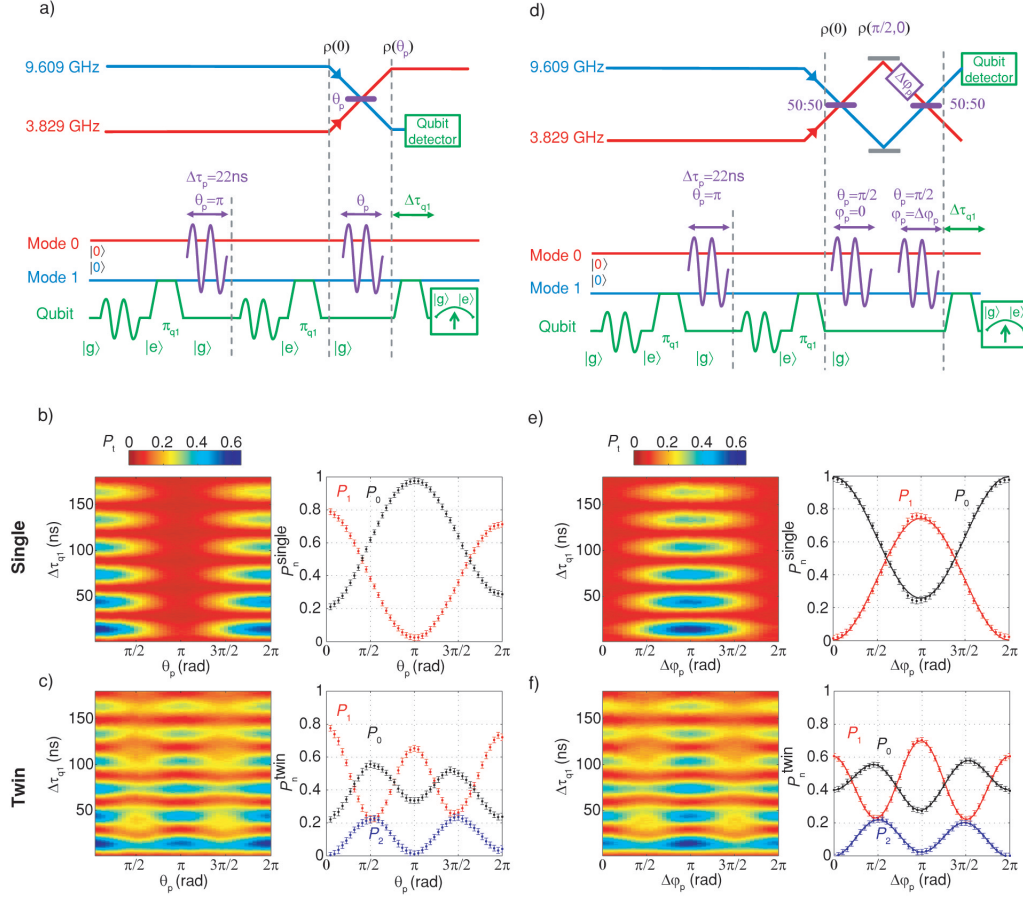 a)
ρ(0)
ρ(θp)
9.609 GHz
θp
3.829 GHz
Qubit detector
Δτp=22ns
θp=π
θp
Δτq1
Mode 0
|0⟩
|0⟩
Mode 1
Qubit
πq1
πq1
|g⟩ |e⟩
|g⟩
|e⟩
|g⟩
|e⟩
|g⟩
d)
ρ(0)
ρ(π/2,0)
Qubit detector
9.609 GHz
Δφp
50:50
50:50
3.829 GHz
Δτp=22ns
θp=π
θp=π/2
φp=0
θp=π/2
φp=Δφp
Δτq1
Mode 0
|0⟩
|0⟩
Mode 1
Qubit
πq1
πq1
|g⟩ |e⟩
|g⟩
|e⟩
|g⟩
|e⟩
|g⟩
b)
Pt 0 0.2 0.4 0.6
Single
Δτq1 (ns)
150
100
50
π/2 π 3π/2 2π
θp (rad)
Pn^single
1
0.8
0.6
0.4
0.2
0
P1
P0
0 π/2 π 3π/2 2π
θp (rad)
c)
Twin
Δτq1 (ns)
150
100
50
π/2 π 3π/2 2π
θp (rad)
Pn^twin
1
0.8
0.6
0.4
0.2
0
P1
P0
P2
0 π/2 π 3π/2 2π
θp (rad)
e)
Pt 0 0.2 0.4 0.6
Δτq1 (ns)
150
100
50
π/2 π 3π/2 2π
Δφp (rad)
Pn^single
1
0.8
0.6
0.4
0.2
0
P1
P0
0 π/2 π 3π/2 2π
Δφp (rad)
f)
Δτq1 (ns)
150
100
50
π/2 π 3π/2 2π
Δφp (rad)
Pn^twin
1
0.8
0.6
0.4
0.2
0
P1
P0
P2
0 π/2 π 3π/2 2π
Δφp (rad)